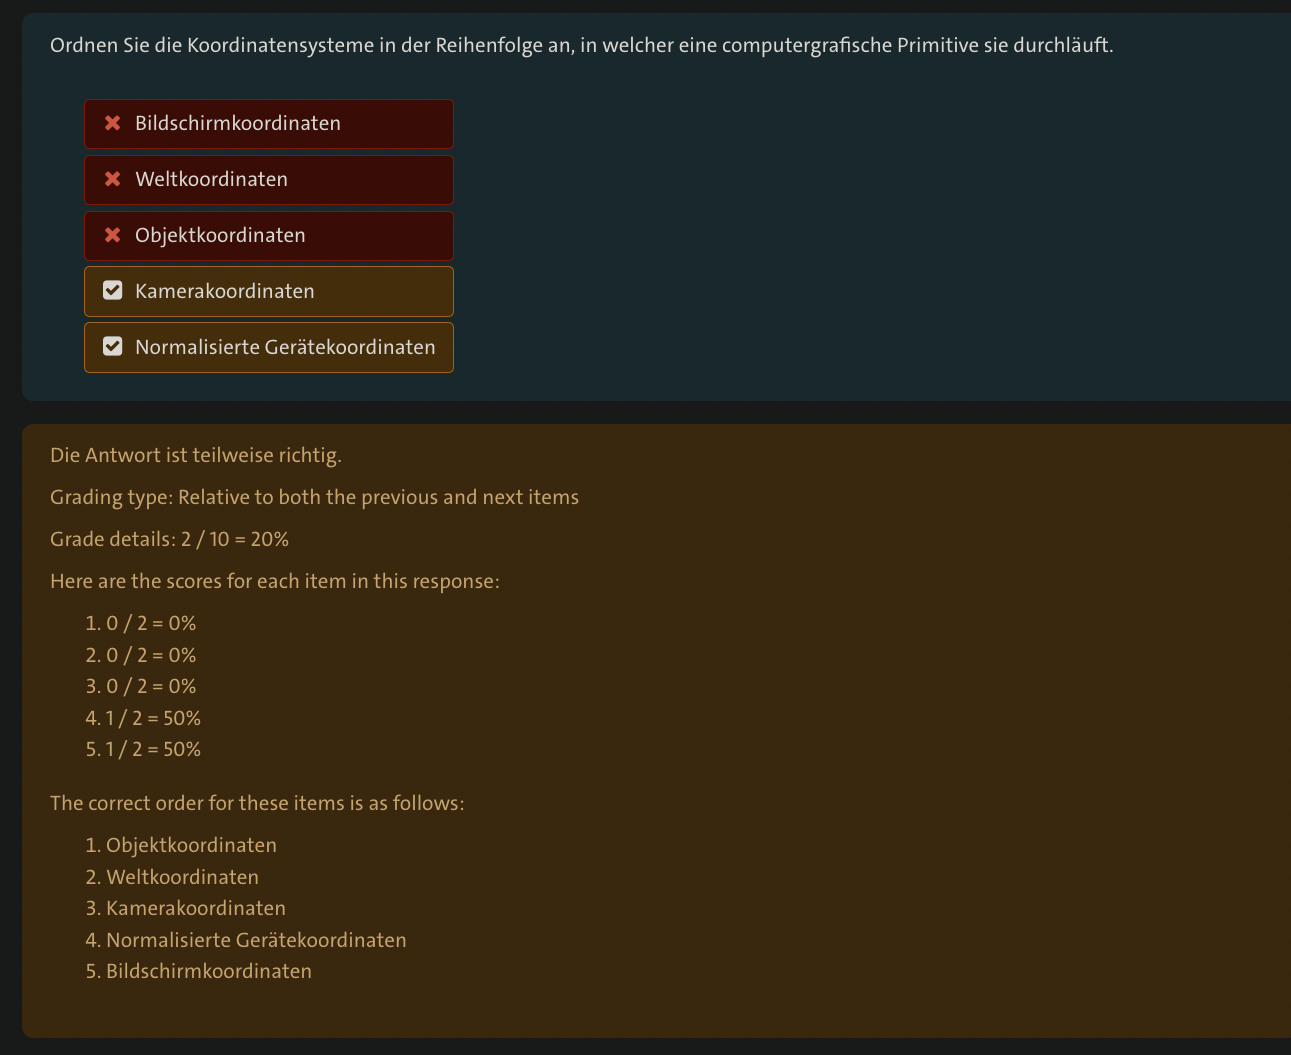 Ordnen Sie die Koordinatensysteme in der Reihenfolge an, in welcher eine computergrafische Primitive sie durchläuft.
Bildschirmkoordinaten
Weltkoordinaten
Objektkoordinaten
Kamerakoordinaten
Normalisierte Gerätekoordinaten
Die Antwort ist teilweise richtig.
Grading type: Relative to both the previous and next items
Grade details: 2 / 10 = 20%
Here are the scores for each item in this response:
1. 0 / 2 = 0%
2. 0 / 2 = 0%
3. 0 / 2 = 0%
4. 1 / 2 = 50%
5. 1 / 2 = 50%
The correct order for these items is as follows:
1. Objektkoordinaten
2. Weltkoordinaten
3. Kamerakoordinaten
4. Normalisierte Gerätekoordinaten
5. Bildschirmkoordinaten